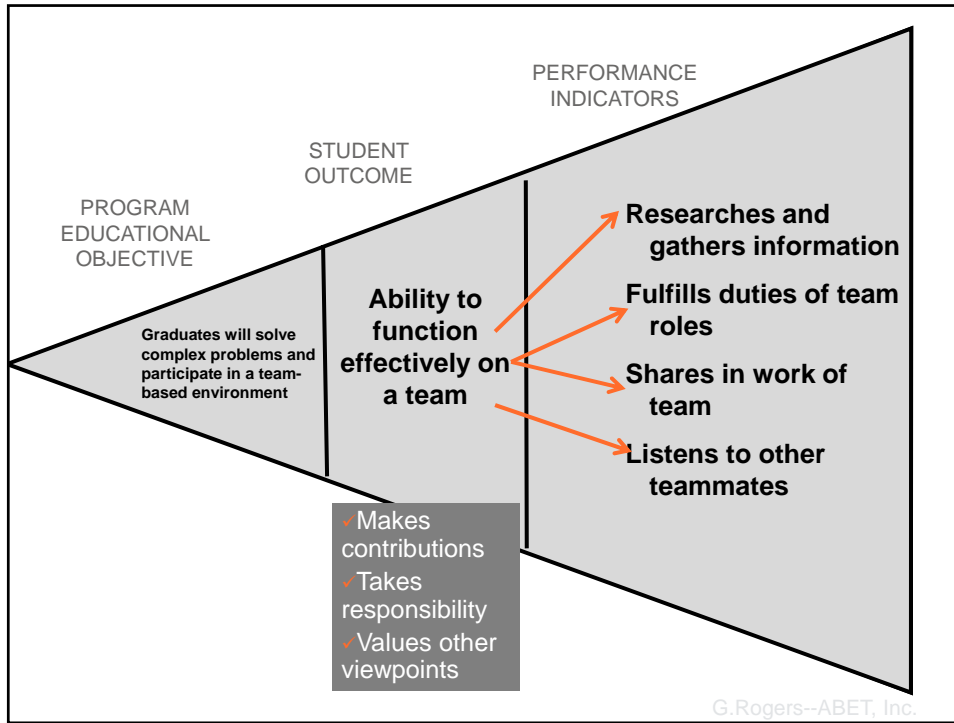 PERFORMANCE
INDICATORS
STUDENT
OUTCOME
PROGRAM
EDUCATIONAL
OBJECTIVE
Graduates will solve
complex problems and
participate in a team-
based environment
Ability to
function
effectively on
a team
Researches and
gathers information
Fulfills duties of team
roles
Shares in work of
team
Listens to other
teammates
✓Makes
contributions
✓Takes
responsibility
✓Values other
viewpoints
G.Rogers--ABET, Inc.